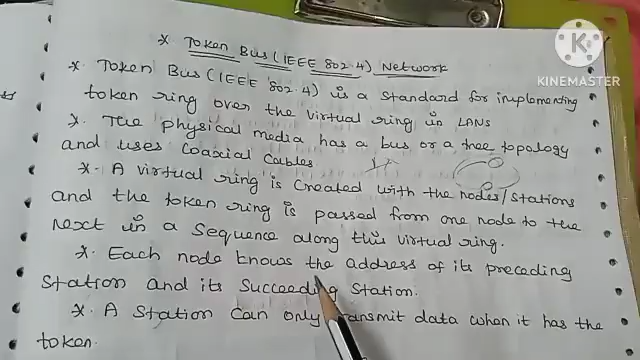 * Token Bus (IEEE 802.4) Network
* Token Bus (IEEE 802.4) is a standard for implementing
token ring over the virtual ring in LANs
* The physical media has a bus or a tree topology
and uses coaxial cables.
* A virtual ring is created with the nodes/stations
and the token ring is passed from one node to the
next in a sequence along this virtual ring.
* Each node knows the address of its preceding
station and its succeeding station.
* A station can only transmit data when it has the
token.
KINEMASTER